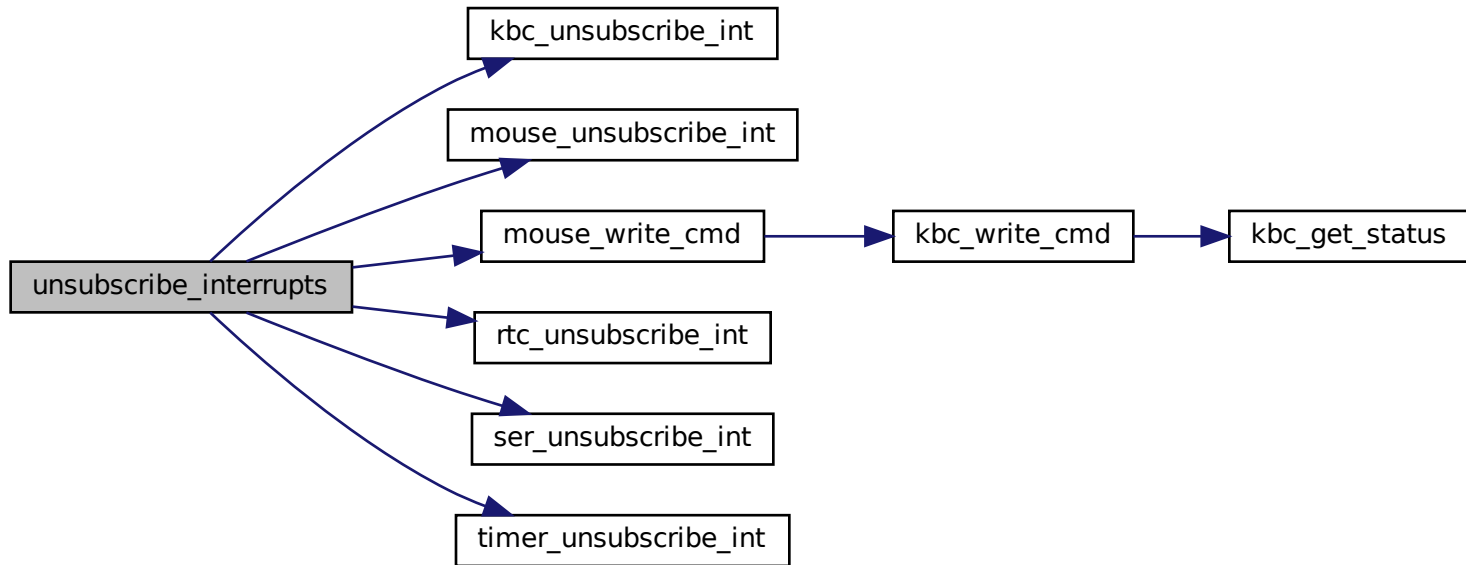 kbc_unsubscribe_int
mouse_unsubscribe_int
mouse_write_cmd
kbc_write_cmd
kbc_get_status
unsubscribe_interrupts
rtc_unsubscribe_int
ser_unsubscribe_int
timer_unsubscribe_int